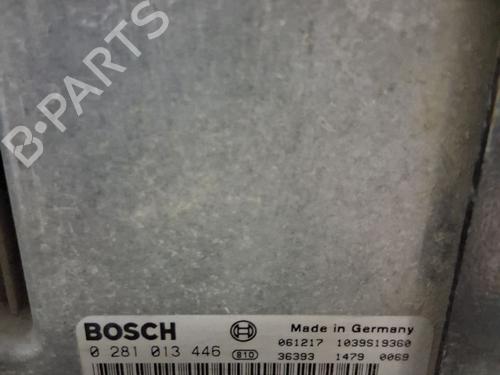 B-PARTS
BOSCH
Made in Germany
0 281 013 446
810
061217 1039S19360
36393 1479 0069